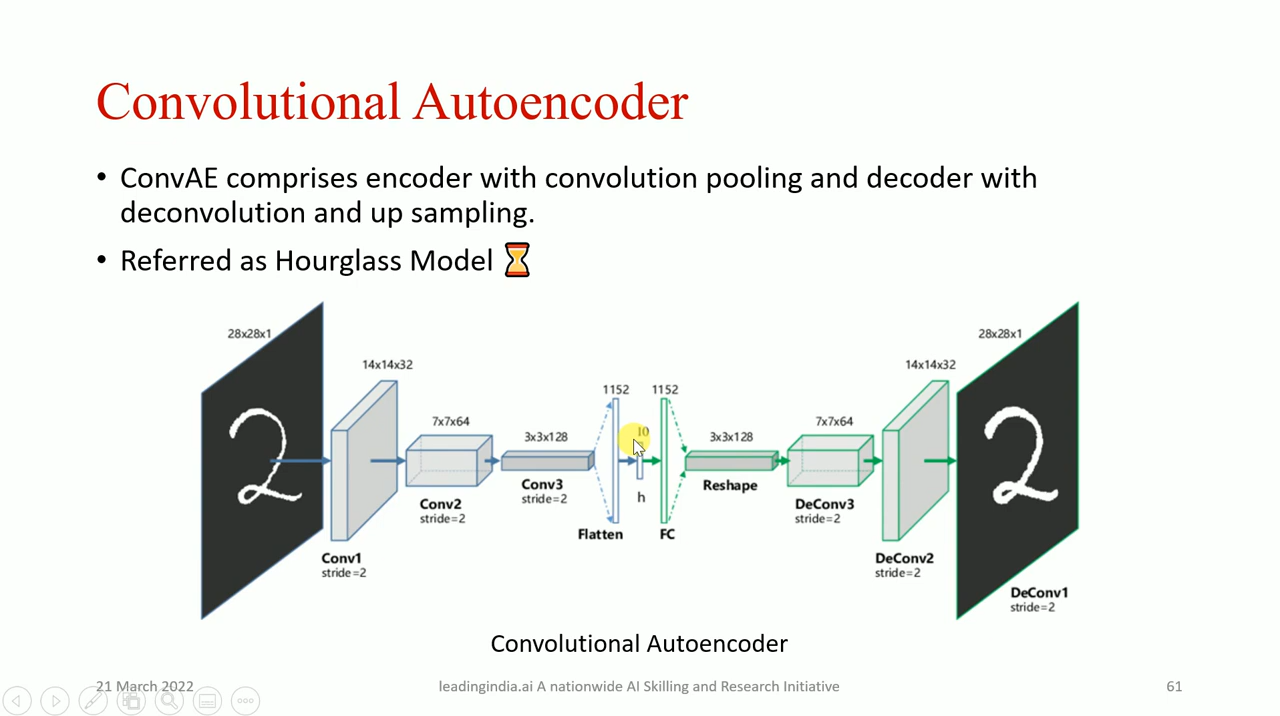 Convolutional Autoencoder
• ConvAE comprises encoder with convolution pooling and decoder with
deconvolution and up sampling.
• Referred as Hourglass Model
28x28x1
14x14x32
7x7x64
3x3x128
1152
10
1152
3x3x128
7x7x64
14x14x32
28x28x1
Conv1
stride=2
Conv2
stride=2
Conv3
stride=2
Flatten
h
FC
Reshape
DeConv3
stride=2
DeConv2
stride=2
DeConv1
stride=2
2
2
Convolutional Autoencoder
21 March 2022
leadingindia.ai A nationwide AI Skilling and Research Initiative
61